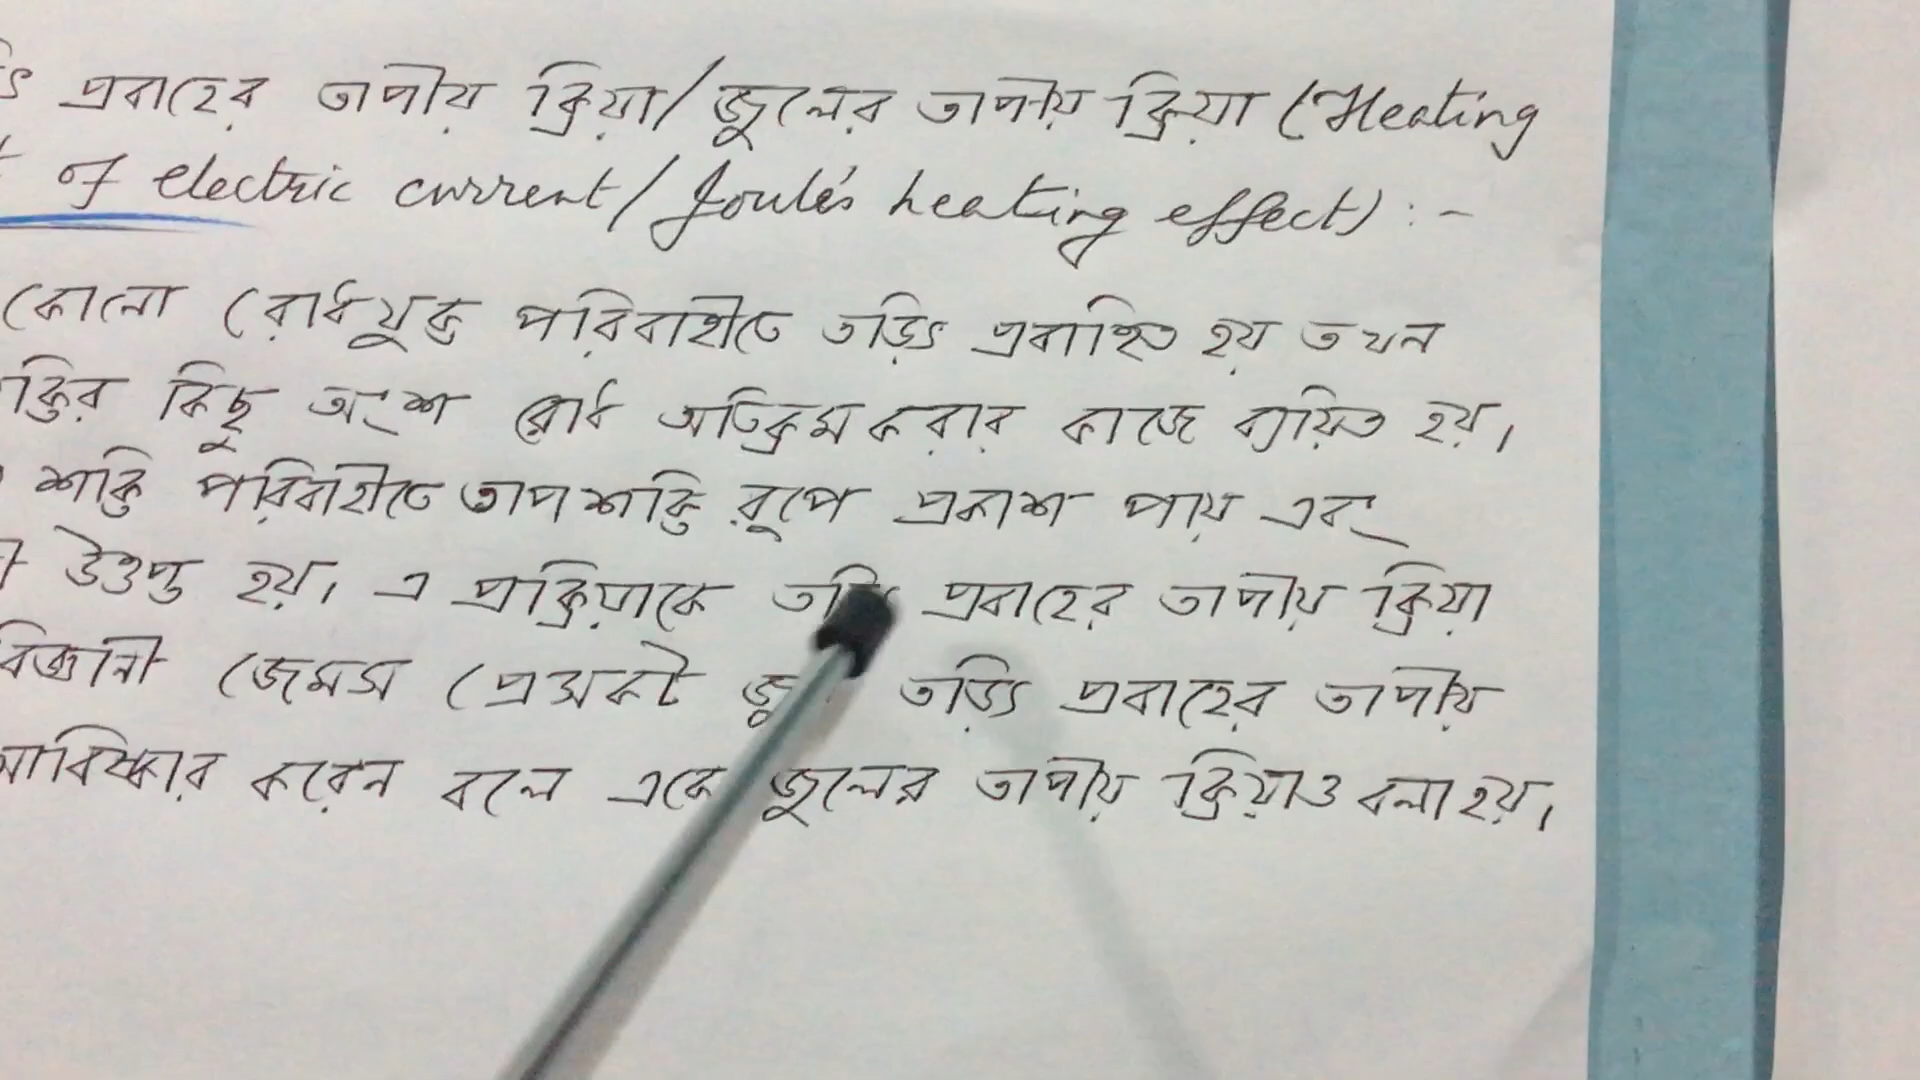 প্রবাহের তাপীয় ক্রিয়া/জুলের তাপীয় ক্রিয়া (Heating
of electric current/Joule's heating effect) :-
কোনো রোধযুক্ত পরিবাহীতে তড়িৎ প্রবাহিত হয় তখন
কিছু অংশ রোধ অতিক্রম করার কাজে ব্যয়িত হয়।
শক্তি পরিবাহীতে তাপশক্তি রূপে প্রকাশ পায় এবং
উত্তপ্ত হয়। এ প্রক্রিয়াকে প্রবাহের তাপীয় ক্রিয়া
বিজ্ঞানী জেমস প্রেসকট তড়িৎ প্রবাহের তাপীয়
আবিষ্কার করেন বলে একে জুলের তাপীয় ক্রিয়াও বলা হয়।